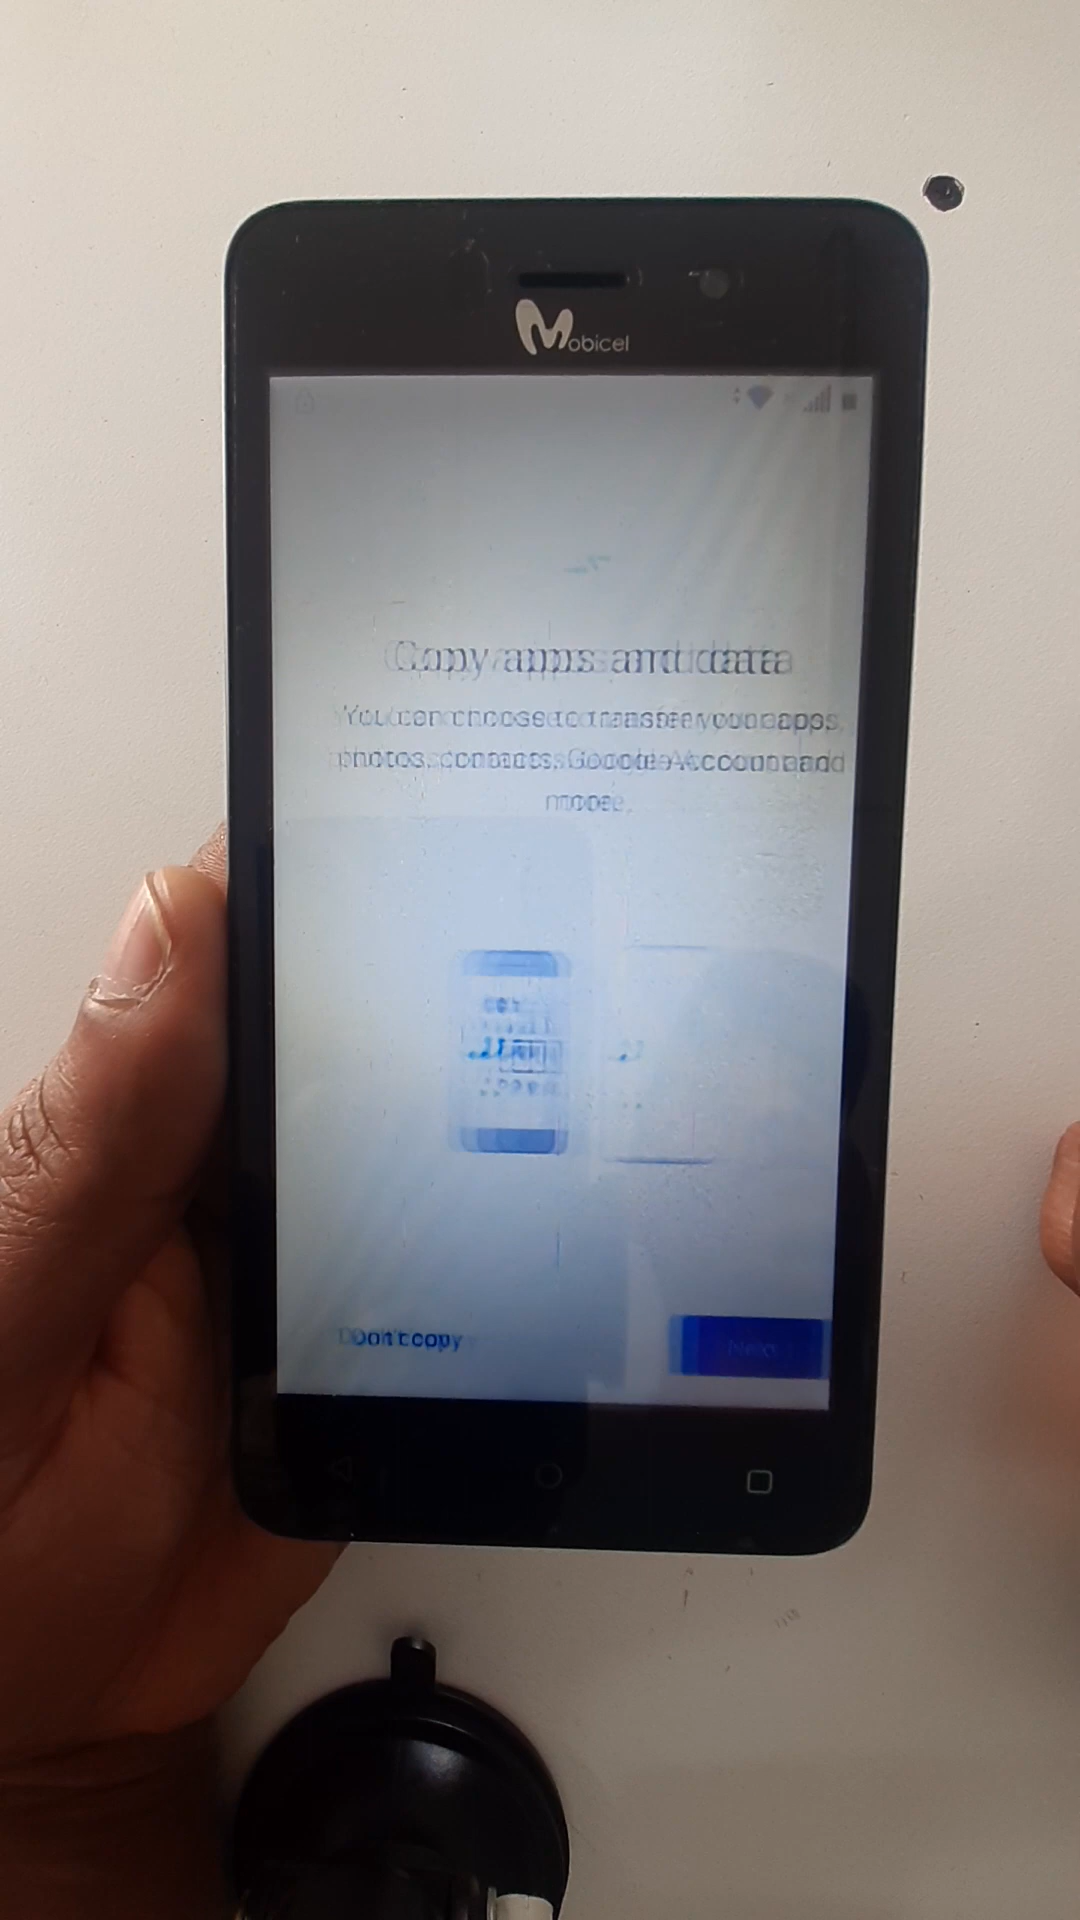 Mobicel
Copy apps and data
You can choose to transfer your apps,
photos, contacts, Google Account and
more.
Don't copy
Next